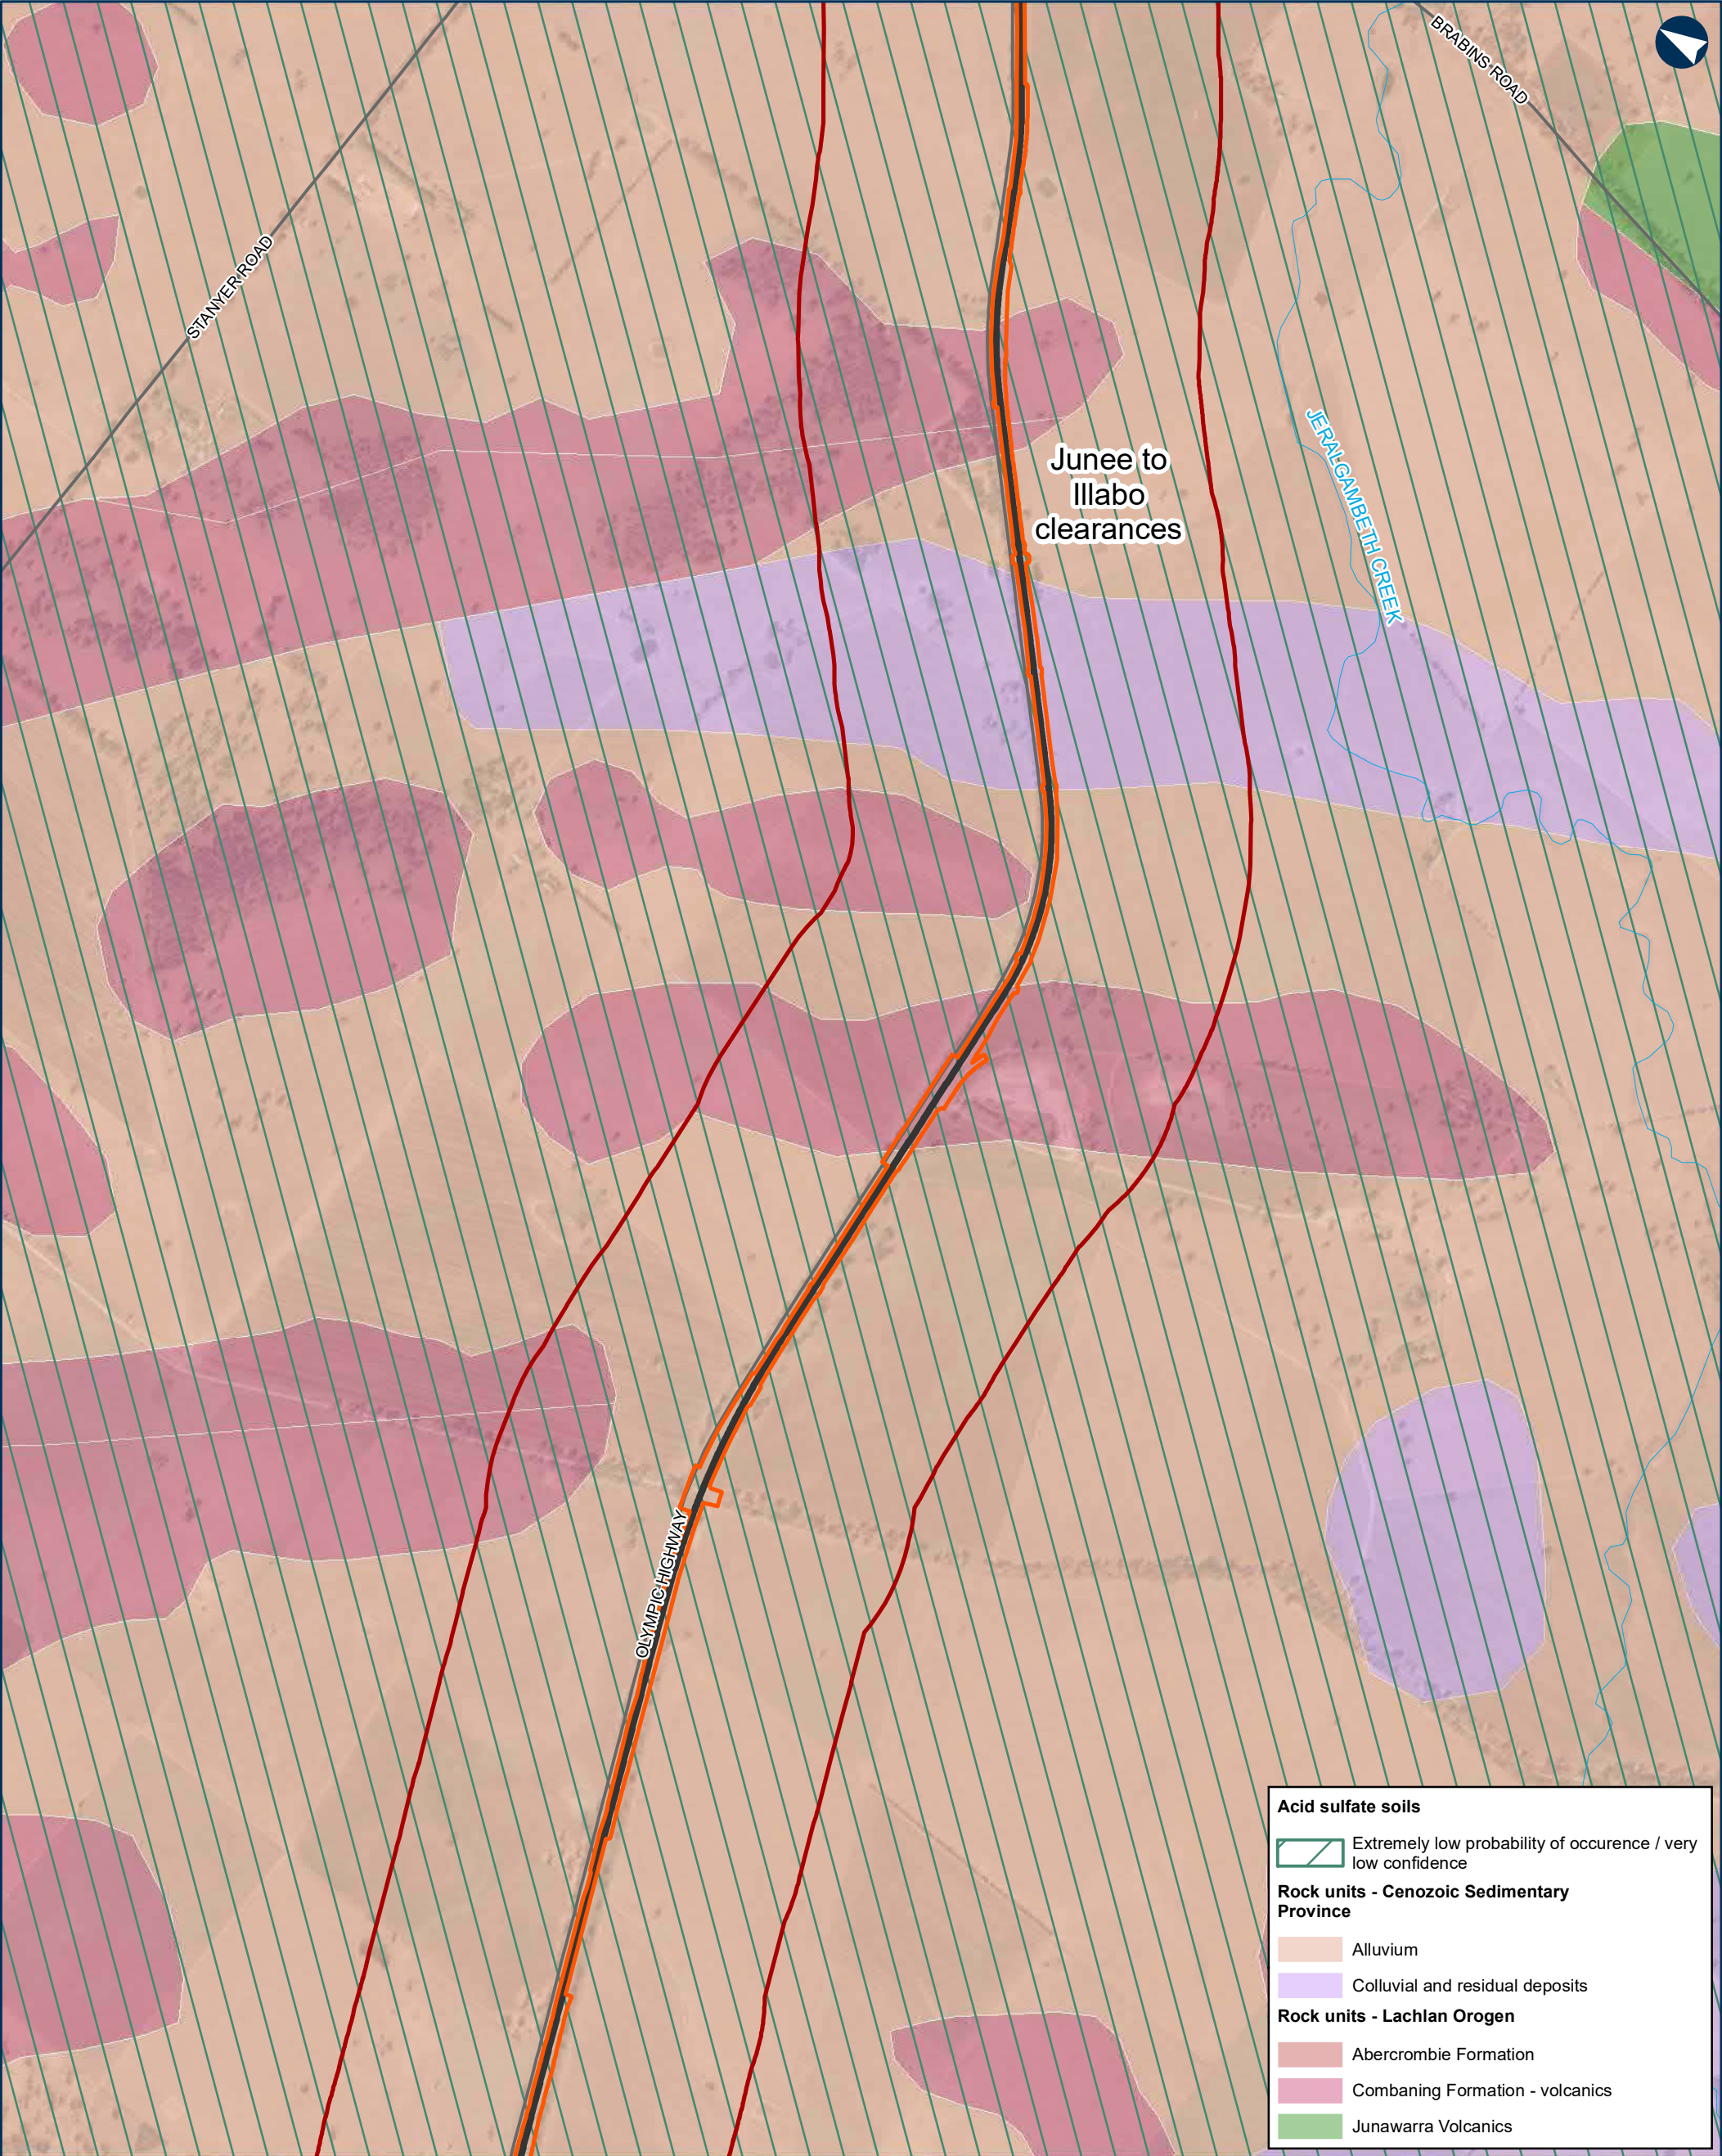 BRABINS ROAD
STANYER ROAD
JERALGAMBETH CREEK
Junee to
Illabo
clearances
OLYMPIC HIGHWAY
Acid sulfate soils
Extremely low probability of occurence / very
low confidence
Rock units - Cenozoic Sedimentary
Province
Alluvium
Colluvial and residual deposits
Rock units - Lachlan Orogen
Abercrombie Formation
Combaning Formation - volcanics
Junawarra Volcanics